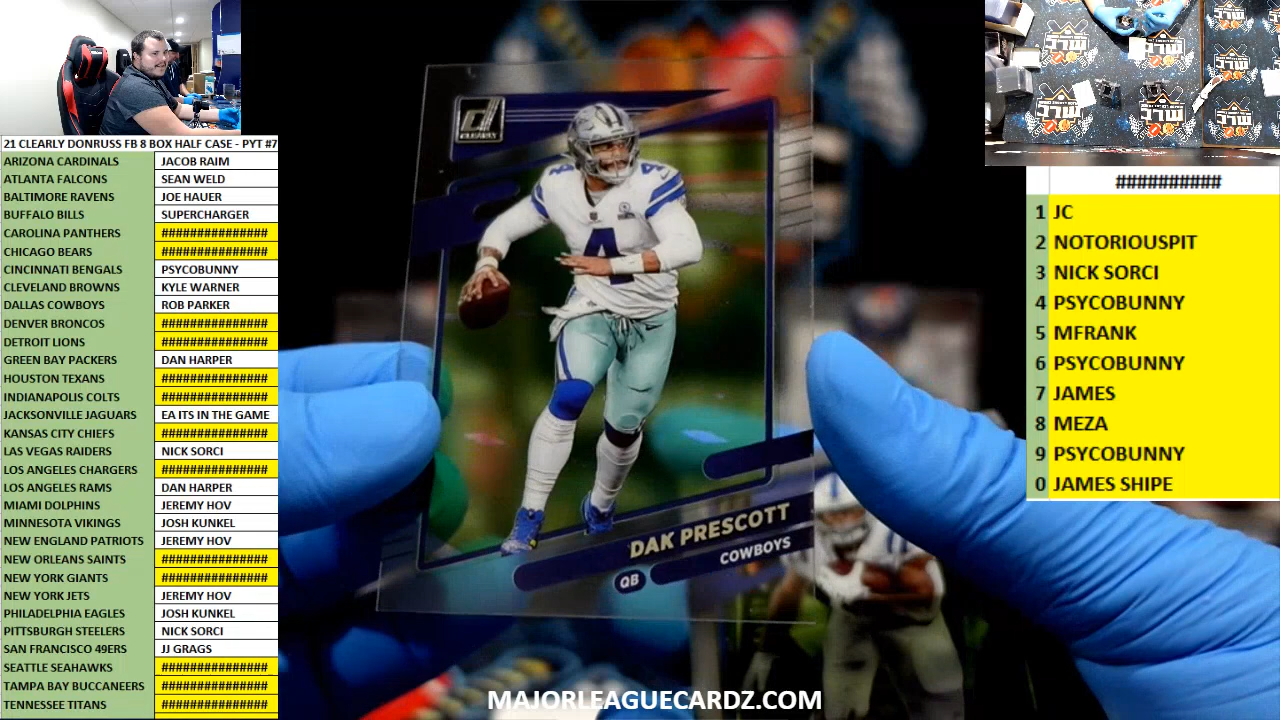 21 CLEARLY DONRUSS FB 8 BOX HALF CASE - PYT #7
ARIZONA CARDINALS JACOB RAIM
ATLANTA FALCONS SEAN WELD
BALTIMORE RAVENS JOE HAUER
BUFFALO BILLS SUPERCHARGER
CAROLINA PANTHERS ###############
CHICAGO BEARS ###############
CINCINNATI BENGALS PSYCOBUNNY
CLEVELAND BROWNS KYLE WARNER
DALLAS COWBOYS ROB PARKER
DENVER BRONCOS ###############
DETROIT LIONS ###############
GREEN BAY PACKERS DAN HARPER
HOUSTON TEXANS ###############
INDIANAPOLIS COLTS ###############
JACKSONVILLE JAGUARS EA ITS IN THE GAME
KANSAS CITY CHIEFS ###############
LAS VEGAS RAIDERS NICK SORCI
LOS ANGELES CHARGERS ###############
LOS ANGELES RAMS DAN HARPER
MIAMI DOLPHINS JEREMY HOV
MINNESOTA VIKINGS JOSH KUNKEL
NEW ENGLAND PATRIOTS JEREMY HOV
NEW ORLEANS SAINTS ###############
NEW YORK GIANTS ###############
NEW YORK JETS JEREMY HOV
PHILADELPHIA EAGLES JOSH KUNKEL
PITTSBURGH STEELERS NICK SORCI
SAN FRANCISCO 49ERS JJ GRAGS
SEATTLE SEAHAWKS ###############
TAMPA BAY BUCCANEERS ###############
TENNESSEE TITANS ###############
d
CLEARLY
4
4
DAK PRESCOTT
COWBOYS
QB
MAJORLEAGUECARDZ.COM
MLC
MLC
MLC
##########
1 JC
2 NOTORIOUSPIT
3 NICK SORCI
4 PSYCOBUNNY
5 MFRANK
6 PSYCOBUNNY
7 JAMES
8 MEZA
9 PSYCOBUNNY
0 JAMES SHIPE